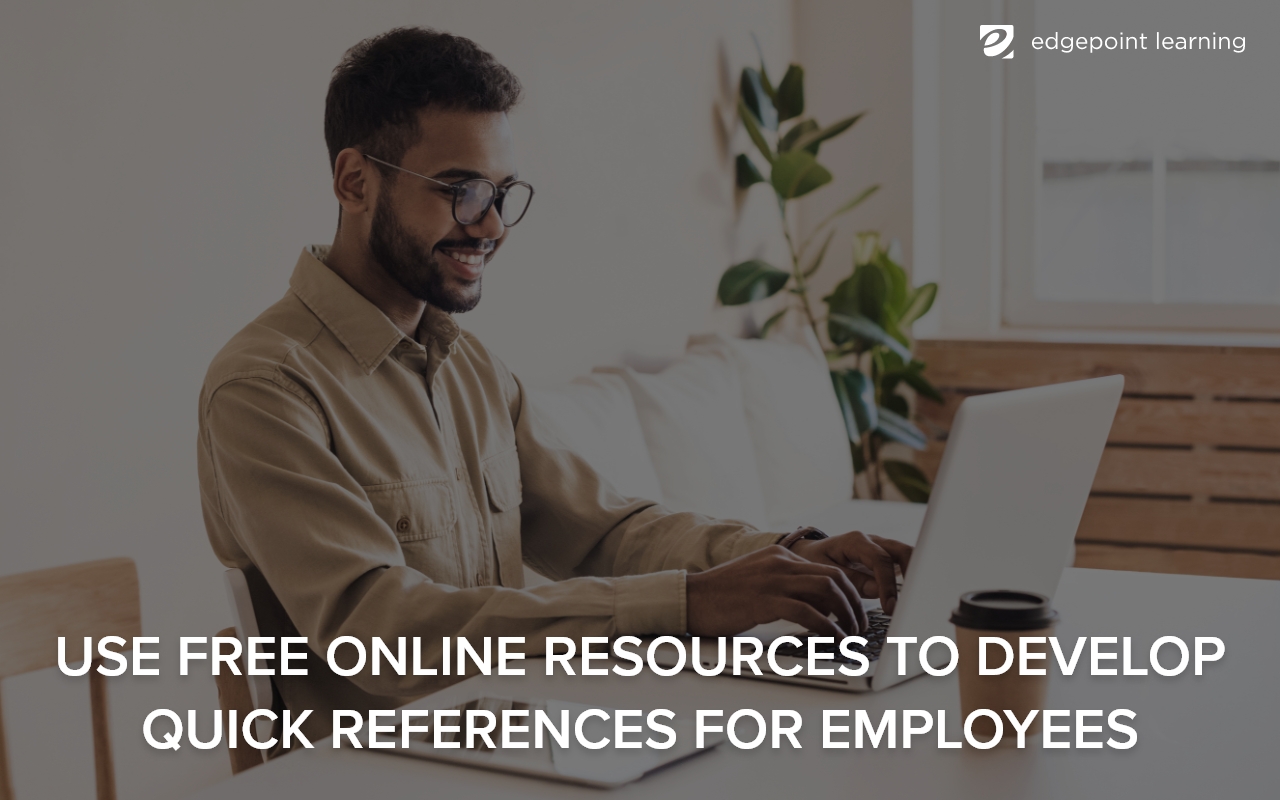 edgepoint learning
USE FREE ONLINE RESOURCES TO DEVELOP
QUICK REFERENCES FOR EMPLOYEES